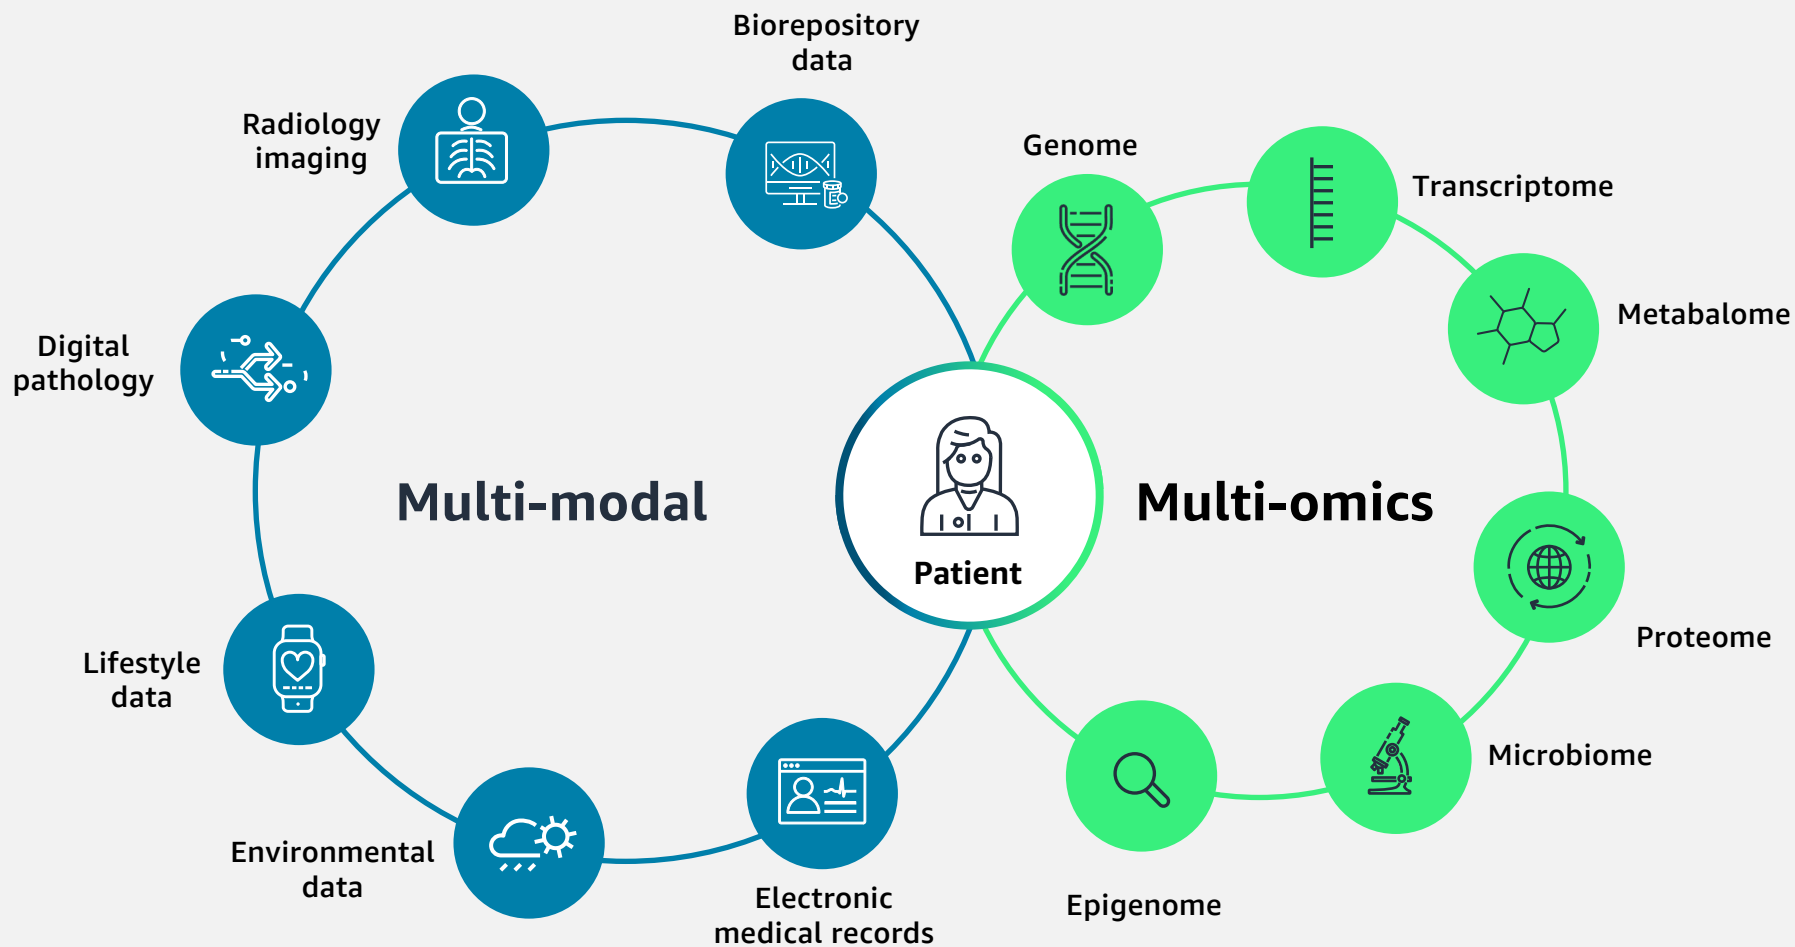 Biorepository
data
Radiology
imaging
Genome
Transcriptome
Metabalome
Digital
pathology
Multi-modal
Multi-omics
Patient
Proteome
Lifestyle
data
Microbiome
Environmental
data
Electronic
medical records
Epigenome